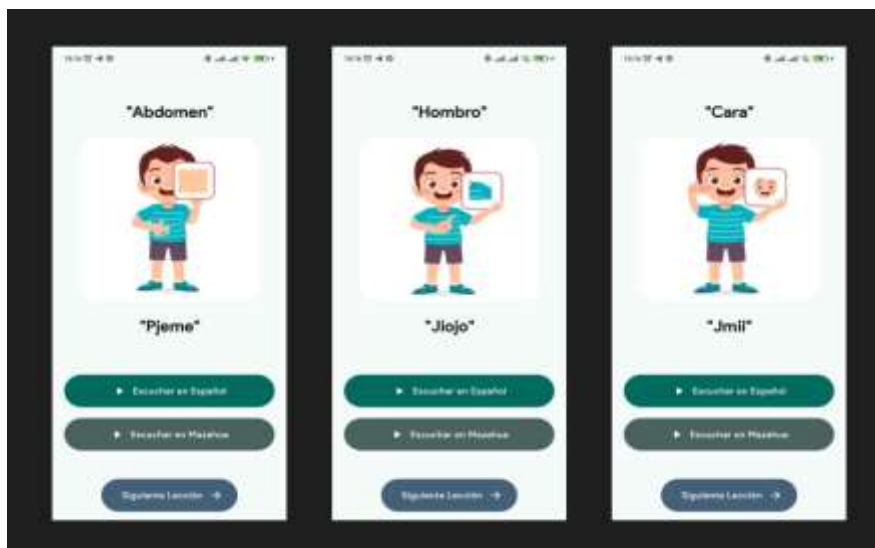 "Abdomen"
"Pjeme"
Escuchar en Español
Escuchar en Mazahua
Siguiente Lección
"Hombro"
"Jiojo"
Escuchar en Español
Escuchar en Mazahua
Siguiente Lección
"Cara"
"Jmil"
Escuchar en Español
Escuchar en Mazahua
Siguiente Lección